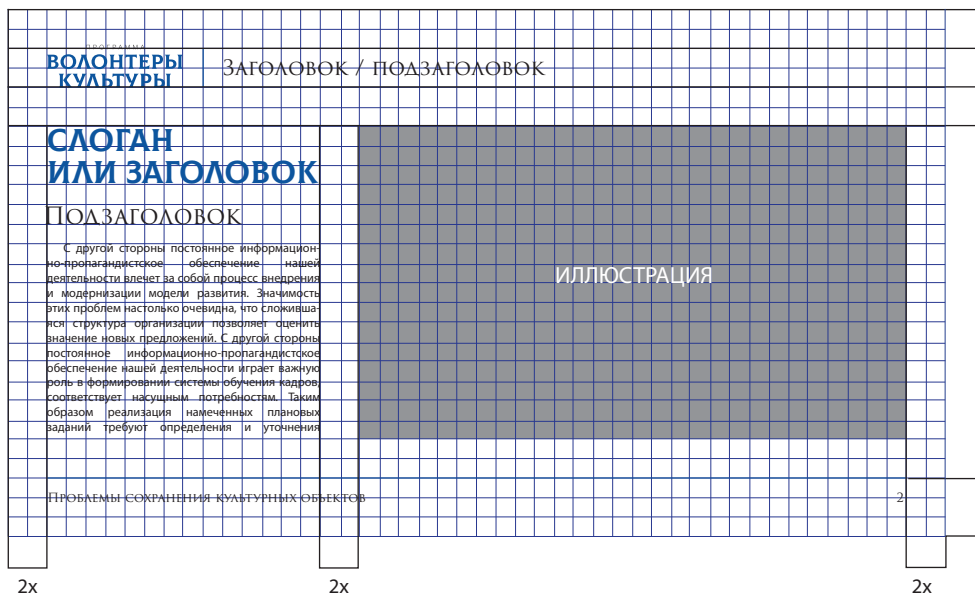 ПРОГРАММА
ВОЛОНТЕРЫ
КУЛЬТУРЫ
Заголовок / подзаголовок
СЛОГАН
ИЛИ ЗАГОЛОВОК
Подзаголовок
С другой стороны постоянное информацион-
но-пропагандистское обеспечение нашей
деятельности влечет за собой процесс внедрения
и модернизации модели развития. Значимость
этих проблем настолько очевидна, что сложивша-
яся структура организации позволяет оценить
значение новых предложений. С другой стороны
постоянное информационно-пропагандистское
обеспечение нашей деятельности играет важную
роль в формировании системы обучения кадров,
соответствует насущным потребностям. Таким
образом реализация намеченных плановых
заданий требуют определения и уточнения
ИЛЛЮСТРАЦИЯ
Проблемы сохранения культурных объектов
2
2x
2x
2x